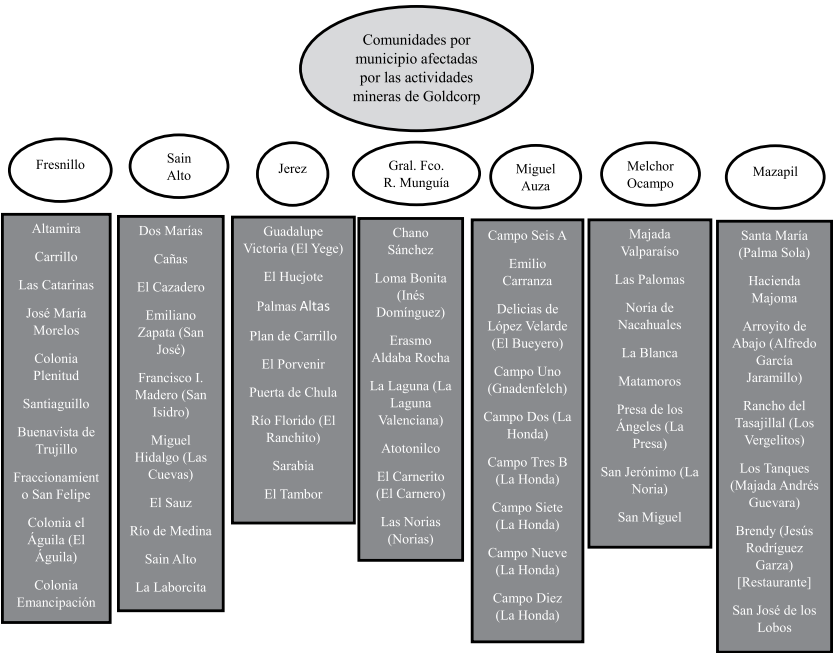 Comunidades por
municipio afectadas
por las actividades
mineras de Goldcorp
Fresnillo
Altamira
Carrillo
Las Catarinas
José María
Morelos
Colonia
Plenitud
Santiaguillo
Buenavista de
Trujillo
Fraccionamient
o San Felipe
Colonia el
Águila (El
Águila)
Colonia
Emancipación
Sain
Alto
Dos Marías
Cañas
El Cazadero
Emiliano
Zapata (San
José)
Francisco I.
Madero (San
Isidro)
Miguel
Hidalgo (Las
Cuevas)
El Sauz
Río de Medina
Sain Alto
La Laborcita
Jerez
Guadalupe
Victoria (El Yege)
El Huejote
Palmas Altas
Plan de Carrillo
El Porvenir
Puerta de Chula
Río Florido (El
Ranchito)
Sarabia
El Tambor
Gral. Fco.
R. Munguía
Chano
Sánchez
Loma Bonita
(Inés
Domínguez)
Erasmo
Aldaba Rocha
La Laguna (La
Laguna
Valenciana)
Atotonilco
El Carnerito
(El Carnero)
Las Norias
(Norias)
Miguel
Auza
Campo Seis A
Emilio
Carranza
Delicias de
López Velarde
(El Bueyero)
Campo Uno
(Gnadenfelch)
Campo Dos (La
Honda)
Campo Tres B
(La Honda)
Campo Siete
(La Honda)
Campo Nueve
(La Honda)
Campo Diez
(La Honda)
Melchor
Ocampo
Majada
Valparaíso
Las Palomas
Noria de
Nacahuales
La Blanca
Matamoros
Presa de los
Ángeles (La
Presa)
San Jerónimo (La
Noria)
San Miguel
Mazapil
Santa María
(Palma Sola)
Hacienda
Majoma
Arroyito de
Abajo (Alfredo
García
Jaramillo)
Rancho del
Tasajillal (Los
Vergelitos)
Los Tanques
(Majada Andrés
Guevara)
Brendy (Jesús
Rodríguez
Garza)
[Restaurante]
San José de los
Lobos